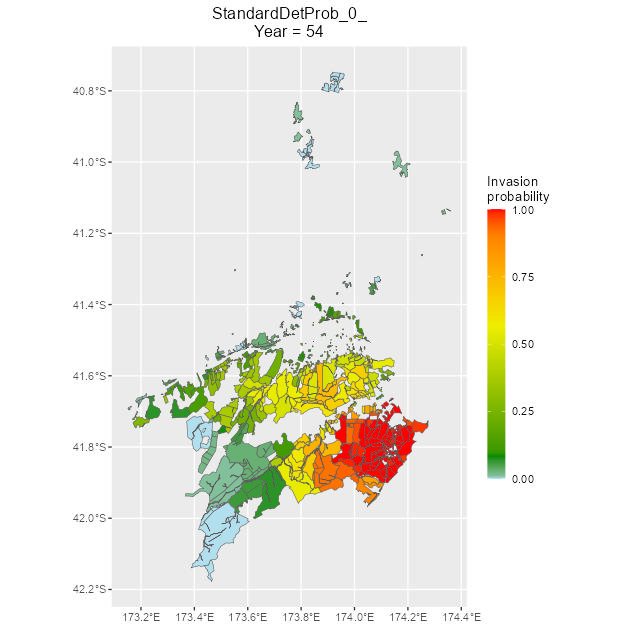 StandardDetProb_0_
Year = 54
40.8°S
41.0°S
41.2°S
41.4°S
41.6°S
41.8°S
42.0°S
42.2°S
173.2°E 173.4°E 173.6°E 173.8°E 174.0°E 174.2°E 174.4°E
Invasion
probability
1.00
0.75
0.50
0.25
0.00